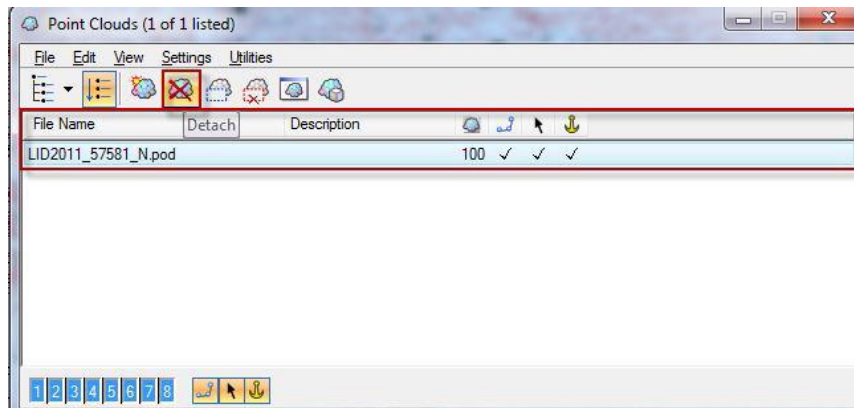 Point Clouds (1 of 1 listed)
File Edit View Settings Utilities
File Name Detach Description
LID2011_57581_N.pod 100 ✓ ✓ ✓
1 2 3 4 5 6 7 8